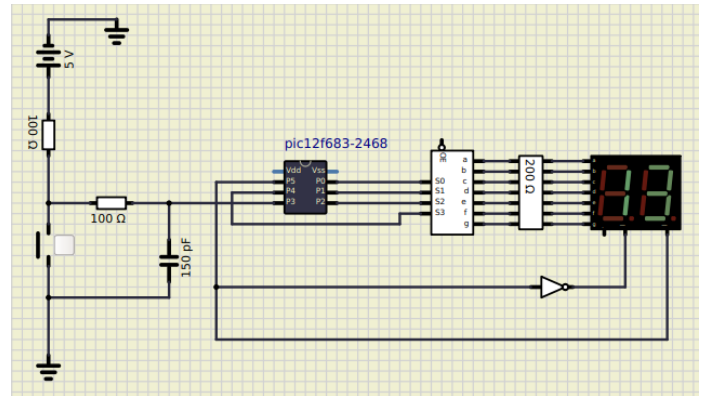 5 V
100 Ω
100 Ω
150 pF
pic12f683-2468
Vdd Vss
P5 P0
P4 P1
P3 P2
OE
a
b
S0 c
S1 d
S2 e
S3 f
g
200 Ω
13